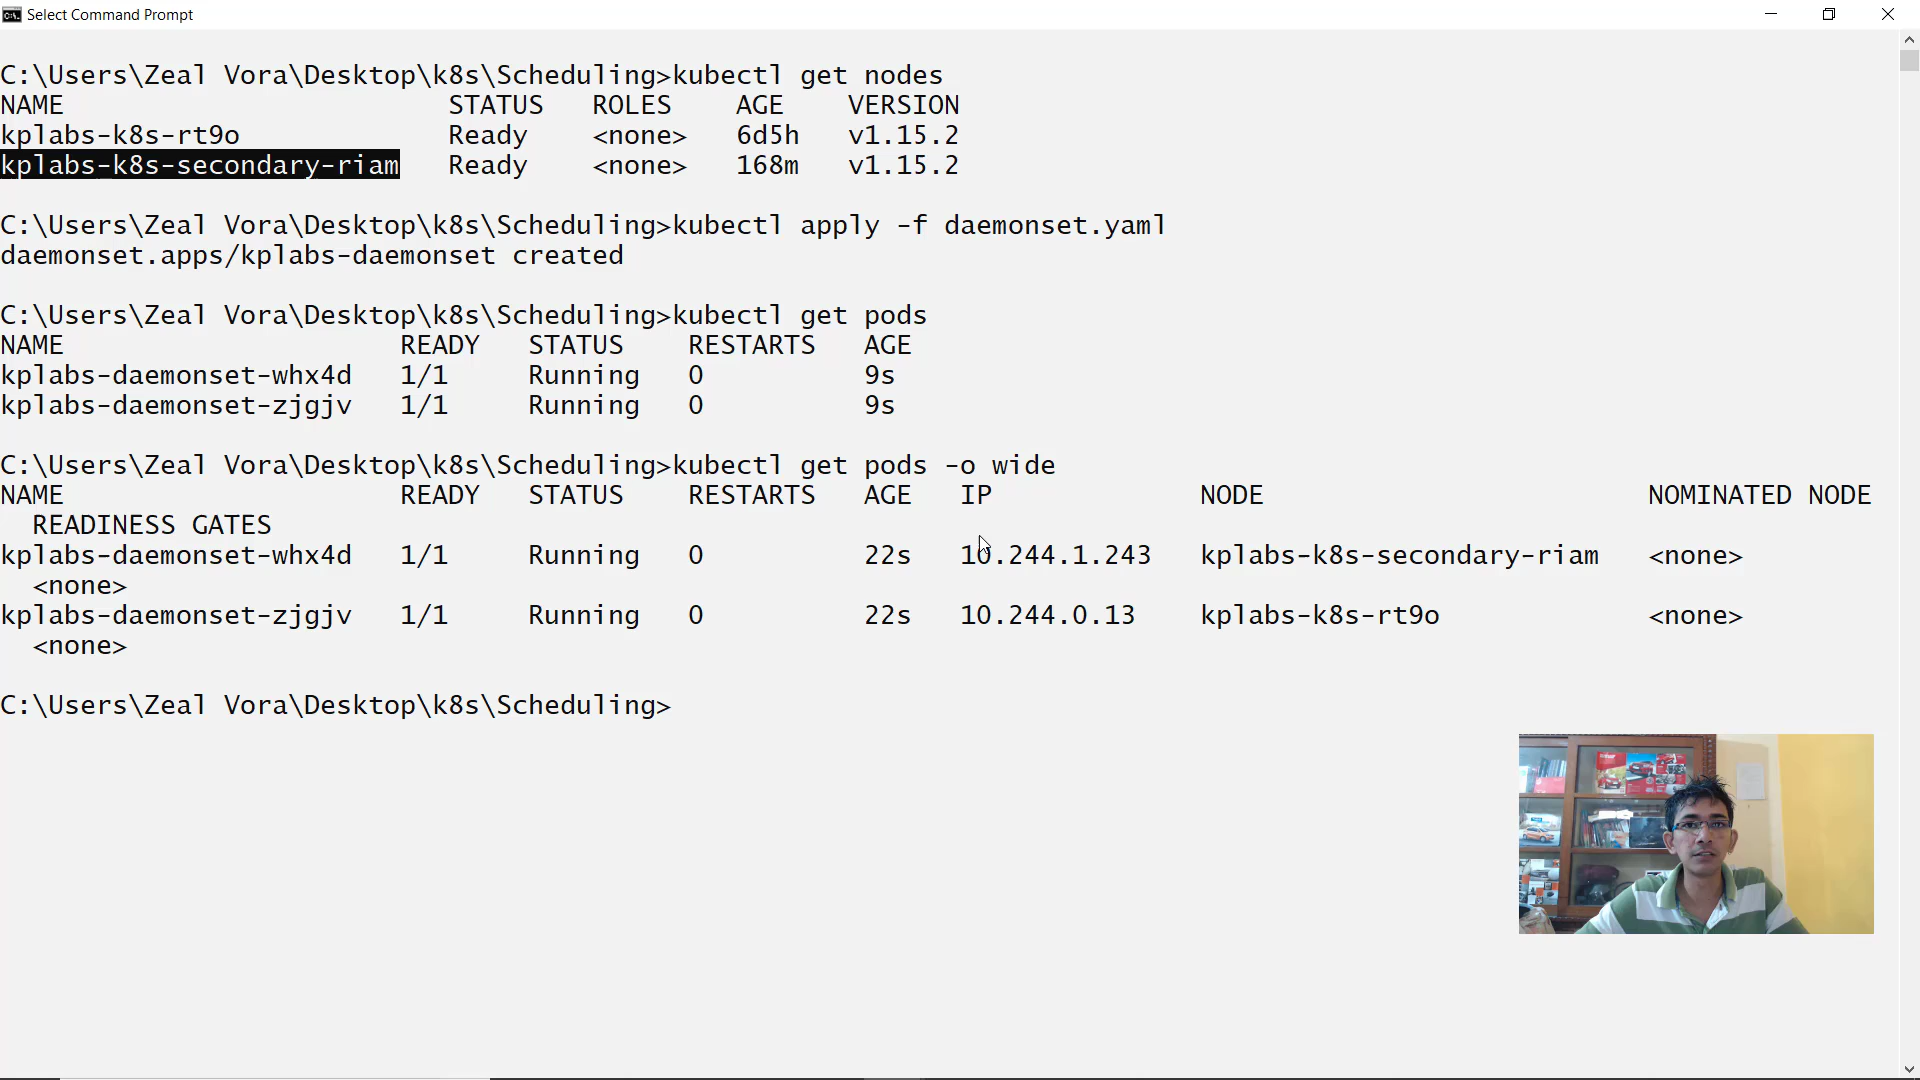 Select Command Prompt
C:\Users\Zeal Vora\Desktop\k8s\Scheduling>kubectl get nodes
NAME STATUS ROLES AGE VERSION
kplabs-k8s-rt9o Ready <none> 6d5h v1.15.2
kplabs-k8s-secondary-riam Ready <none> 168m v1.15.2
C:\Users\Zeal Vora\Desktop\k8s\Scheduling>kubectl apply -f daemonset.yaml
daemonset.apps/kplabs-daemonset created
C:\Users\Zeal Vora\Desktop\k8s\Scheduling>kubectl get pods
NAME READY STATUS RESTARTS AGE
kplabs-daemonset-whx4d 1/1 Running 0 9s
kplabs-daemonset-zjgjv 1/1 Running 0 9s
C:\Users\Zeal Vora\Desktop\k8s\Scheduling>kubectl get pods -o wide
NAME READY STATUS RESTARTS AGE IP NODE NOMINATED NODE
READINESS GATES
kplabs-daemonset-whx4d 1/1 Running 0 22s 10.244.1.243 kplabs-k8s-secondary-riam <none>
<none>
kplabs-daemonset-zjgjv 1/1 Running 0 22s 10.244.0.13 kplabs-k8s-rt9o <none>
<none>
C:\Users\Zeal Vora\Desktop\k8s\Scheduling>